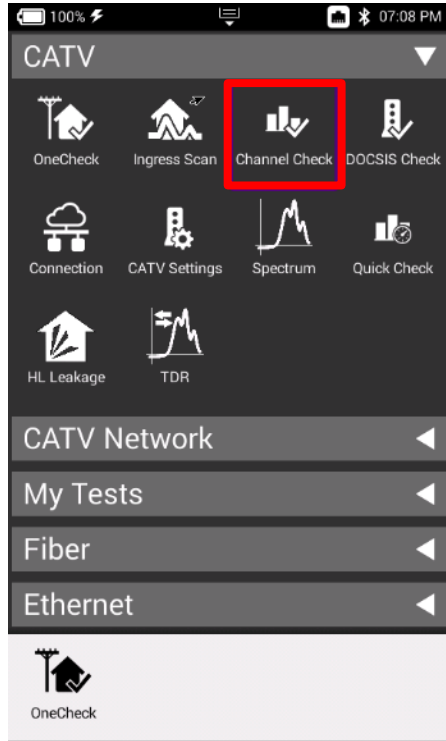 100% 07:08 PM
CATV
OneCheck Ingress Scan Channel Check DOCSIS Check
Connection CATV Settings Spectrum Quick Check
HL Leakage TDR
CATV Network
My Tests
Fiber
Ethernet
OneCheck